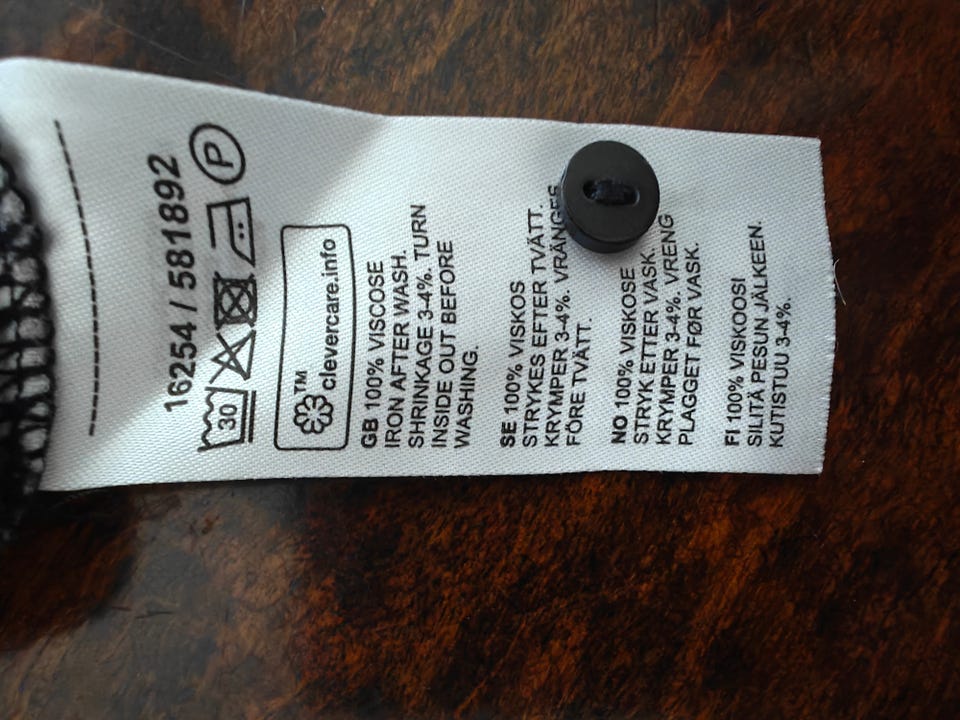 16254 / 581892
30
P
TM
clevercare.info
GB 100% VISCOSE
IRON AFTER WASH.
SHRINKAGE 3-4%. TURN
INSIDE OUT BEFORE
WASHING.
SE 100% VISKOS
STRYKES EFTER TVÄTT.
KRYMPER 3-4%. VRÄNGES
FÖRE TVÄTT.
NO 100% VISKOSE
STRYK ETTER VASK.
KRYMPER 3-4%. VRENG
PLAGGET FØR VASK.
FI 100% VISKOOSI
SILITÄ PESUN JÄLKEEN.
KUTISTUU 3-4%.